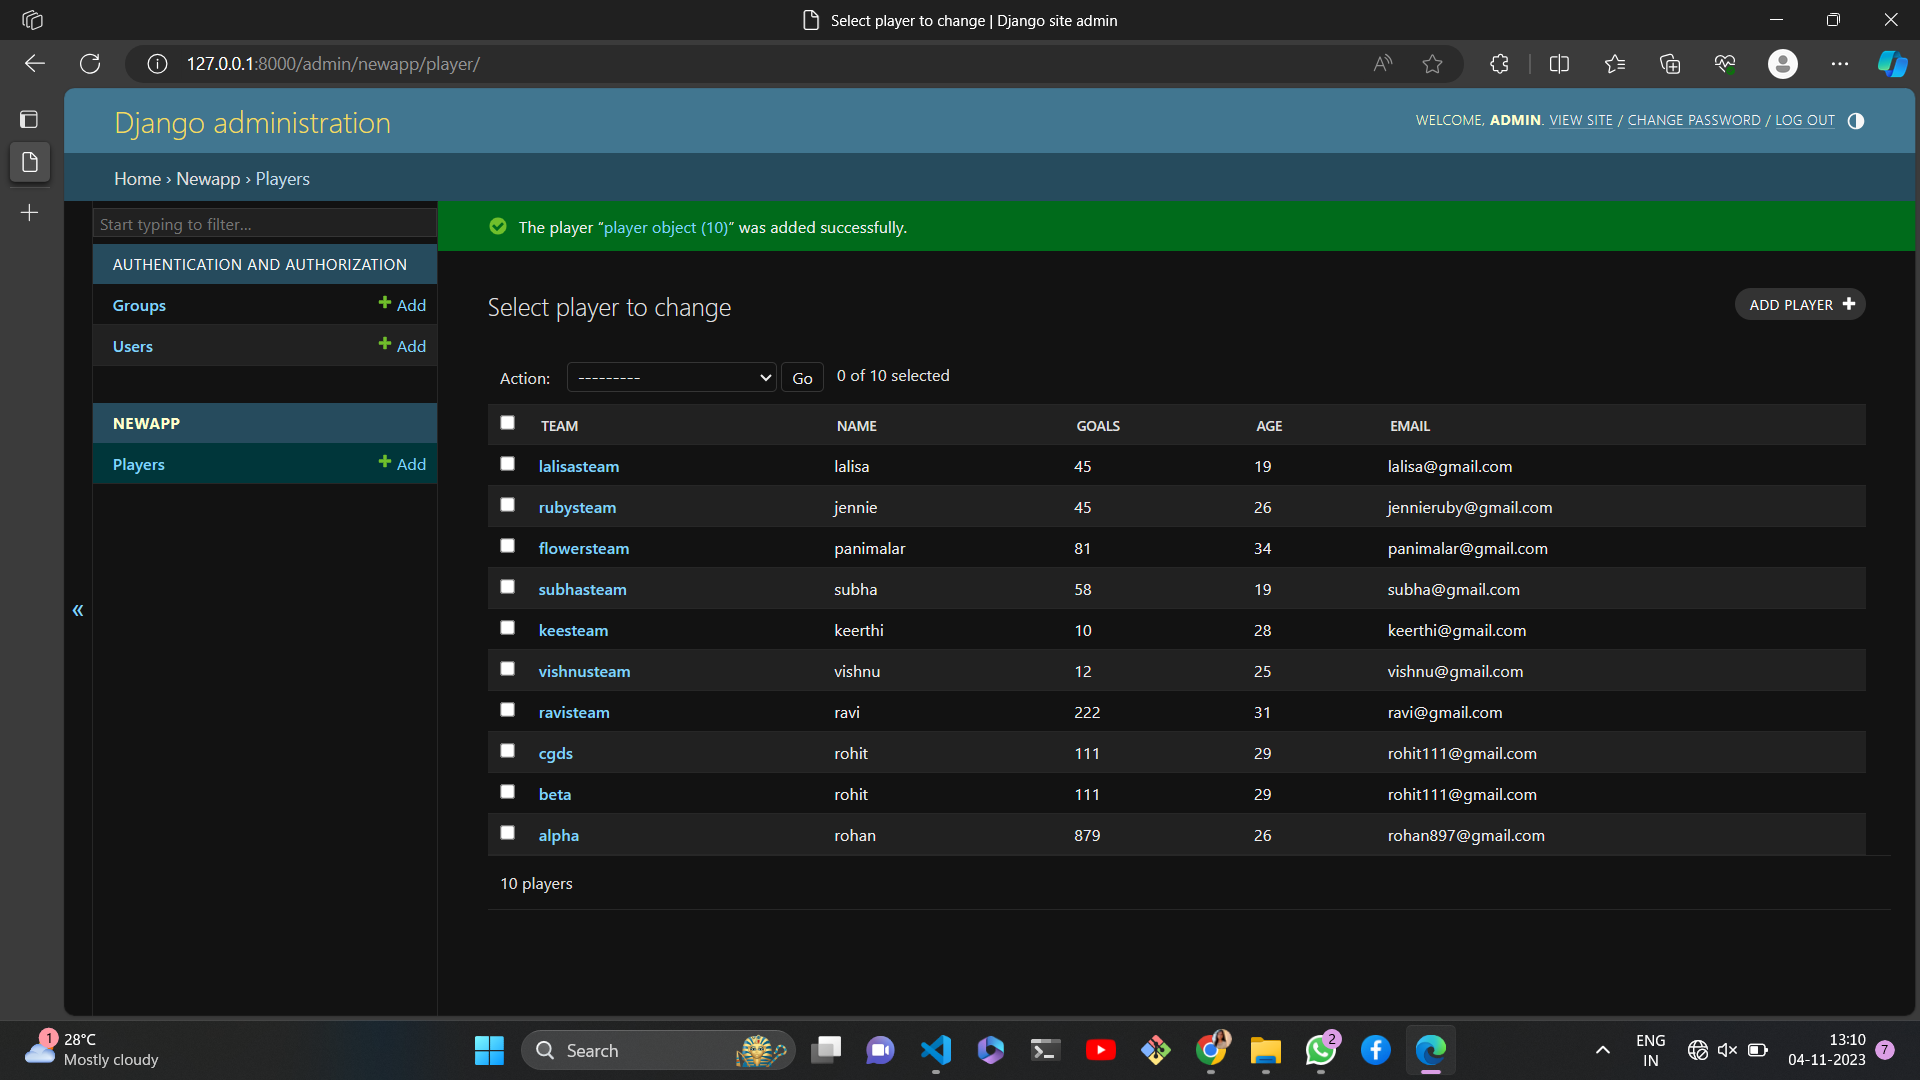 Select player to change | Django site admin
127.0.0.1:8000/admin/newapp/player/
Django administration
WELCOME, ADMIN. VIEW SITE / CHANGE PASSWORD / LOG OUT
Home › Newapp › Players
Start typing to filter...
The player “player object (10)” was added successfully.
AUTHENTICATION AND AUTHORIZATION
Groups Add
Users Add
NEWAPP
Players Add
Select player to change
ADD PLAYER
Action: --------- Go 0 of 10 selected
TEAM NAME GOALS AGE EMAIL
lalisasteam lalisa 45 19 lalisa@gmail.com
rubysteam jennie 45 26 jennieruby@gmail.com
flowersteam panimalar 81 34 panimalar@gmail.com
subhasteam subha 58 19 subha@gmail.com
keesteam keerthi 10 28 keerthi@gmail.com
«
vishnusteam vishnu 12 25 vishnu@gmail.com
ravisteam ravi 222 31 ravi@gmail.com
cgds rohit 111 29 rohit111@gmail.com
beta rohit 111 29 rohit111@gmail.com
alpha rohan 879 26 rohan897@gmail.com
10 players
1 28°C
Mostly cloudy
Search
2
ENG
IN
13:10
04-11-2023
7